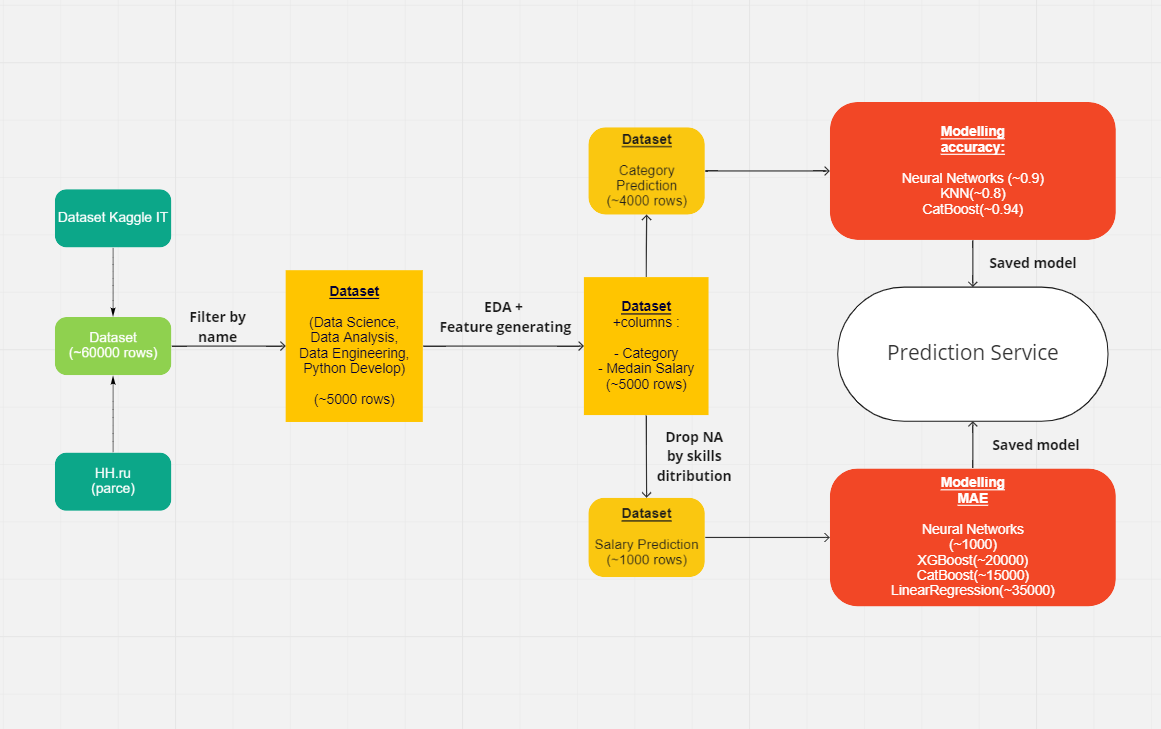 Dataset Kaggle IT
Dataset
(~60000 rows)
HH.ru
(parce)
Filter by
name
Dataset
(Data Science,
Data Analysis,
Data Engineering,
Python Develop)
(~5000 rows)
EDA +
Feature generating
Dataset
Category
Prediction
(~4000 rows)
Dataset
+columns :
- Category
- Medain Salary
(~5000 rows)
Drop NA
by skills
ditribution
Dataset
Salary Prediction
(~1000 rows)
Modelling
accuracy:
Neural Networks (~0.9)
KNN(~0.8)
CatBoost(~0.94)
Saved model
Prediction Service
Saved model
Modelling
MAE
Neural Networks
(~1000)
XGBoost(~20000)
CatBoost(~15000)
LinearRegression(~35000)